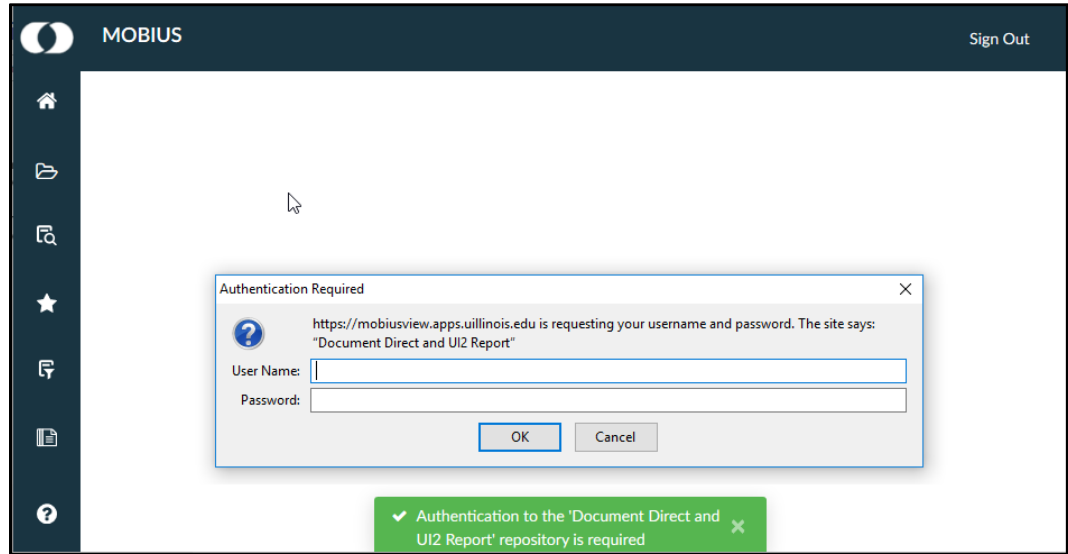 MOBIUS
Sign Out
Authentication Required
https://mobiusview.apps.uillinois.edu is requesting your username and password. The site says:
“Document Direct and UI2 Report”
User Name:
Password:
OK
Cancel
Authentication to the 'Document Direct and
UI2 Report' repository is required